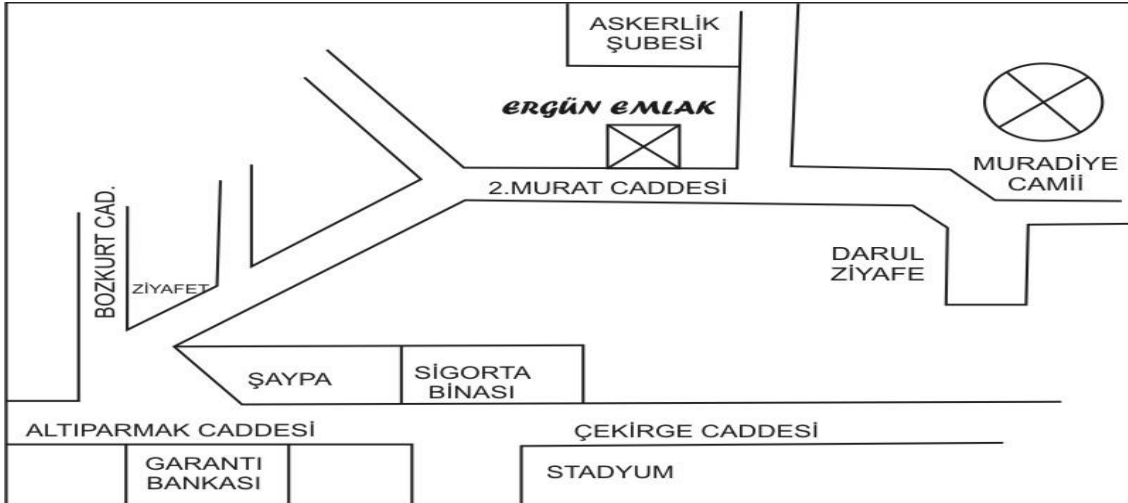 ASKERLİK
ŞUBESİ
ERGÜN EMLAK
MURADİYE
CAMİİ
2.MURAT CADDESİ
BOZKURT CAD.
ZİYAFET
DARUL
ZİYAFE
ŞAYPA
SİGORTA
BİNASI
ALTIPARMAK CADDESİ
ÇEKİRGE CADDESİ
GARANTI
BANKASI
STADYUM